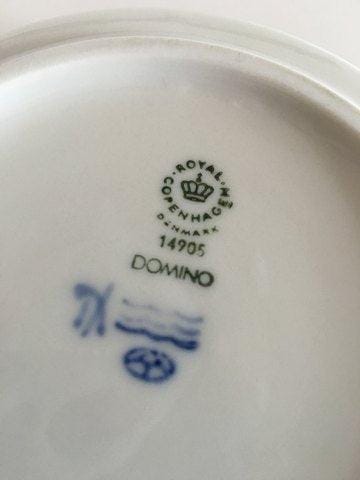 ROYAL
COPENHAGEN
DENMARK
14905
DOMINO